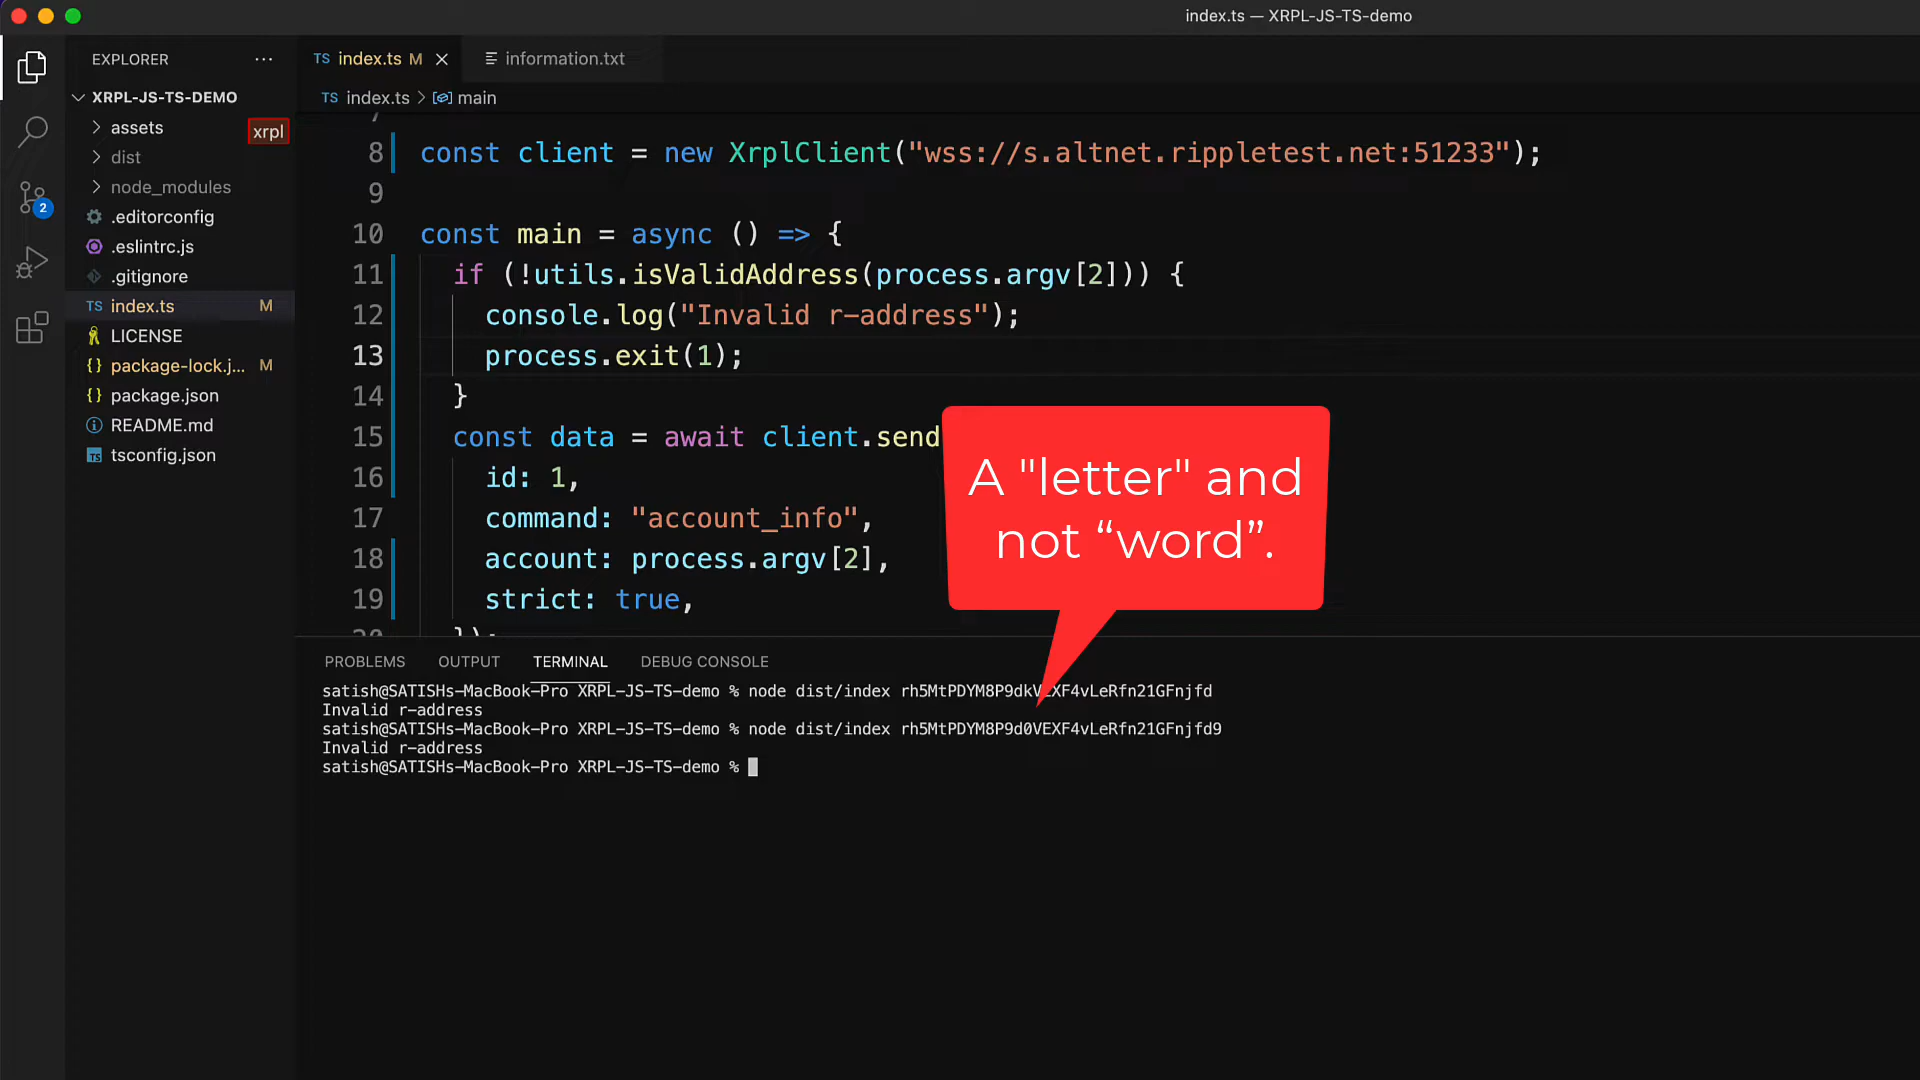 index.ts — XRPL-JS-TS-demo
EXPLORER ...
TS index.ts M
information.txt
XRPL-JS-TS-DEMO
TS index.ts > main
assets
xrpl
dist
node_modules
.editorconfig
.eslintrc.js
.gitignore
TS index.ts M
LICENSE
{} package-lock.j... M
{} package.json
README.md
TS tsconfig.json
2
7
8 const client = new XrplClient("wss://s.altnet.rippletest.net:51233");
9
10 const main = async () => {
11 if (!utils.isValidAddress(process.argv[2])) {
12 console.log("Invalid r-address");
13 process.exit(1);
14 }
15 const data = await client.send
16 id: 1,
17 command: "account_info",
18 account: process.argv[2],
19 strict: true,
20 });
A "letter" and
not “word”.
PROBLEMS OUTPUT TERMINAL DEBUG CONSOLE
satish@SATISHs-MacBook-Pro XRPL-JS-TS-demo % node dist/index rh5MtPDYM8P9dkVEXF4vLeRfn21GFnjfd
Invalid r-address
satish@SATISHs-MacBook-Pro XRPL-JS-TS-demo % node dist/index rh5MtPDYM8P9d0VEXF4vLeRfn21GFnjfd9
Invalid r-address
satish@SATISHs-MacBook-Pro XRPL-JS-TS-demo %